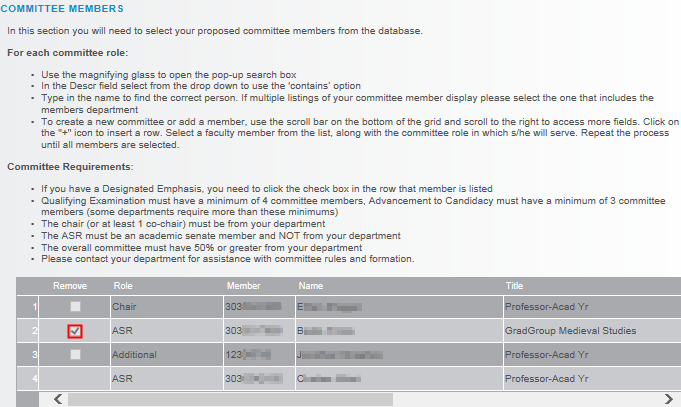 COMMITTEE MEMBERS
In this section you will need to select your proposed committee members from the database.
For each committee role:
• Use the magnifying glass to open the pop-up search box
• In the Descr field select from the drop down to use the 'contains' option
• Type in the name to find the correct person. If multiple listings of your committee member display please select the one that includes the
members department
• To create a new committee or add a member, use the scroll bar on the bottom of the grid and scroll to the right to access more fields. Click on
the "+" icon to insert a row. Select a faculty member from the list, along with the committee role in which s/he will serve. Repeat the process
until all members are selected.
Committee Requirements:
• If you have a Designated Emphasis, you need to click the check box in the row that member is listed
• Qualifying Examination must have a minimum of 4 committee members, Advancement to Candidacy must have a minimum of 3 committee
members (some departments require more than these minimums)
• The chair (or at least 1 co-chair) must be from your department
• The ASR must be an academic senate member and NOT from your department
• The overall committee must have 50% or greater from your department
• Please contact your department for assistance with committee rules and formation.
Remove Role Member Name Title
1 Chair 303 E Professor-Acad Yr
2 ASR 303 B GradGroup Medieval Studies
3 Additional 123 J Professor-Acad Yr
4 ASR 303 C Professor-Acad Yr